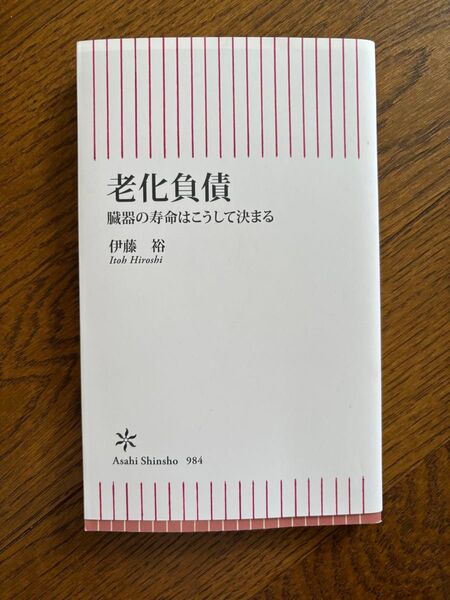 老化負債
臓器の寿命はこうして決まる
伊藤　裕
Itoh Hiroshi
Asahi Shinsho 984